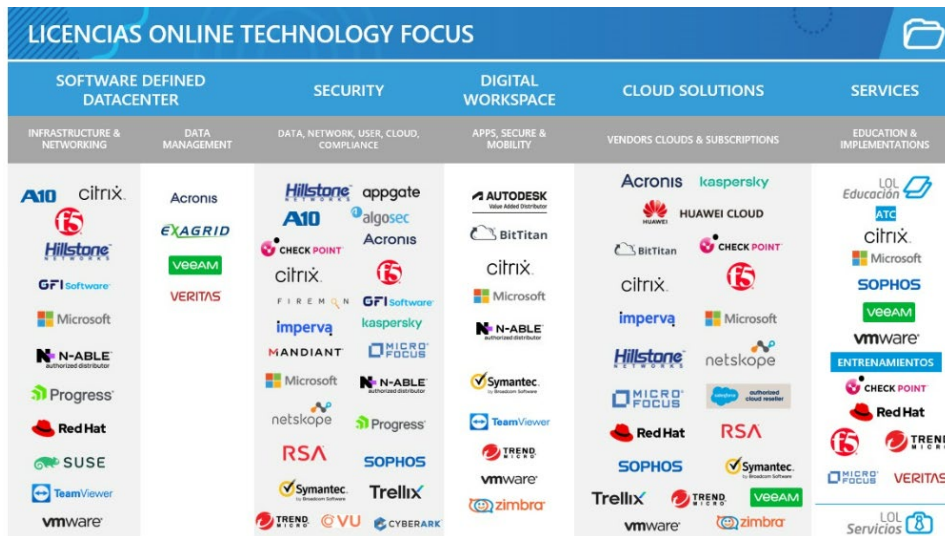 LICENCIAS ONLINE TECHNOLOGY FOCUS
SOFTWARE DEFINED
DATACENTER
SECURITY
DIGITAL
WORKSPACE
CLOUD SOLUTIONS
SERVICES
INFRASTRUCTURE &
NETWORKING
DATA
MANAGEMENT
DATA, NETWORK, USER, CLOUD,
COMPLIANCE
APPS, SECURE &
MOBILITY
VENDORS CLOUDS & SUBSCRIPTIONS
EDUCATION &
IMPLEMENTATIONS
A10 citrix.
f5
Hillstone
NETWORKS
GFI Software
Microsoft
N-ABLE
authorized distributor
Progress
Red Hat
SUSE
TeamViewer
vmware
Acronis
EXAGRID
veeAM
VERITAS
Hillstone appgate
NETWORKS
A10 algosec
CHECK POINT Acronis
citrix. f5
FIREMON GFI Software
imperva kaspersky
MANDIANT MICRO
FOCUS
Microsoft N-ABLE
authorized distributor
netskope Progress
RSA SOPHOS
Symantec. Trellix
by Broadcom Software
TREND
MICRO VU CYBERARK
AUTODESK
Value Added Distributor
BitTitan
citrix.
Microsoft
N-ABLE
authorized distributor
Symantec.
by Broadcom Software
TeamViewer
TREND
MICRO
vmware
zimbra
Acronis kaspersky
HUAWEI HUAWEI CLOUD
BitTitan CHECK POINT
citrix. f5
imperva Microsoft
Hillstone netskope
NETWORKS
MICRO
FOCUS salesforce authorized
cloud reseller
Red Hat RSA
SOPHOS Symantec.
by Broadcom Software
Trellix TREND
MICRO veeAM
vmware zimbra
LOL
Educación
ATC
citrix.
Microsoft
SOPHOS
veeAM
vmware
ENTRENAMIENTOS
CHECK POINT
Red Hat
f5 TREND
MICRO
MICRO
FOCUS VERITAS
LOL
Servicios